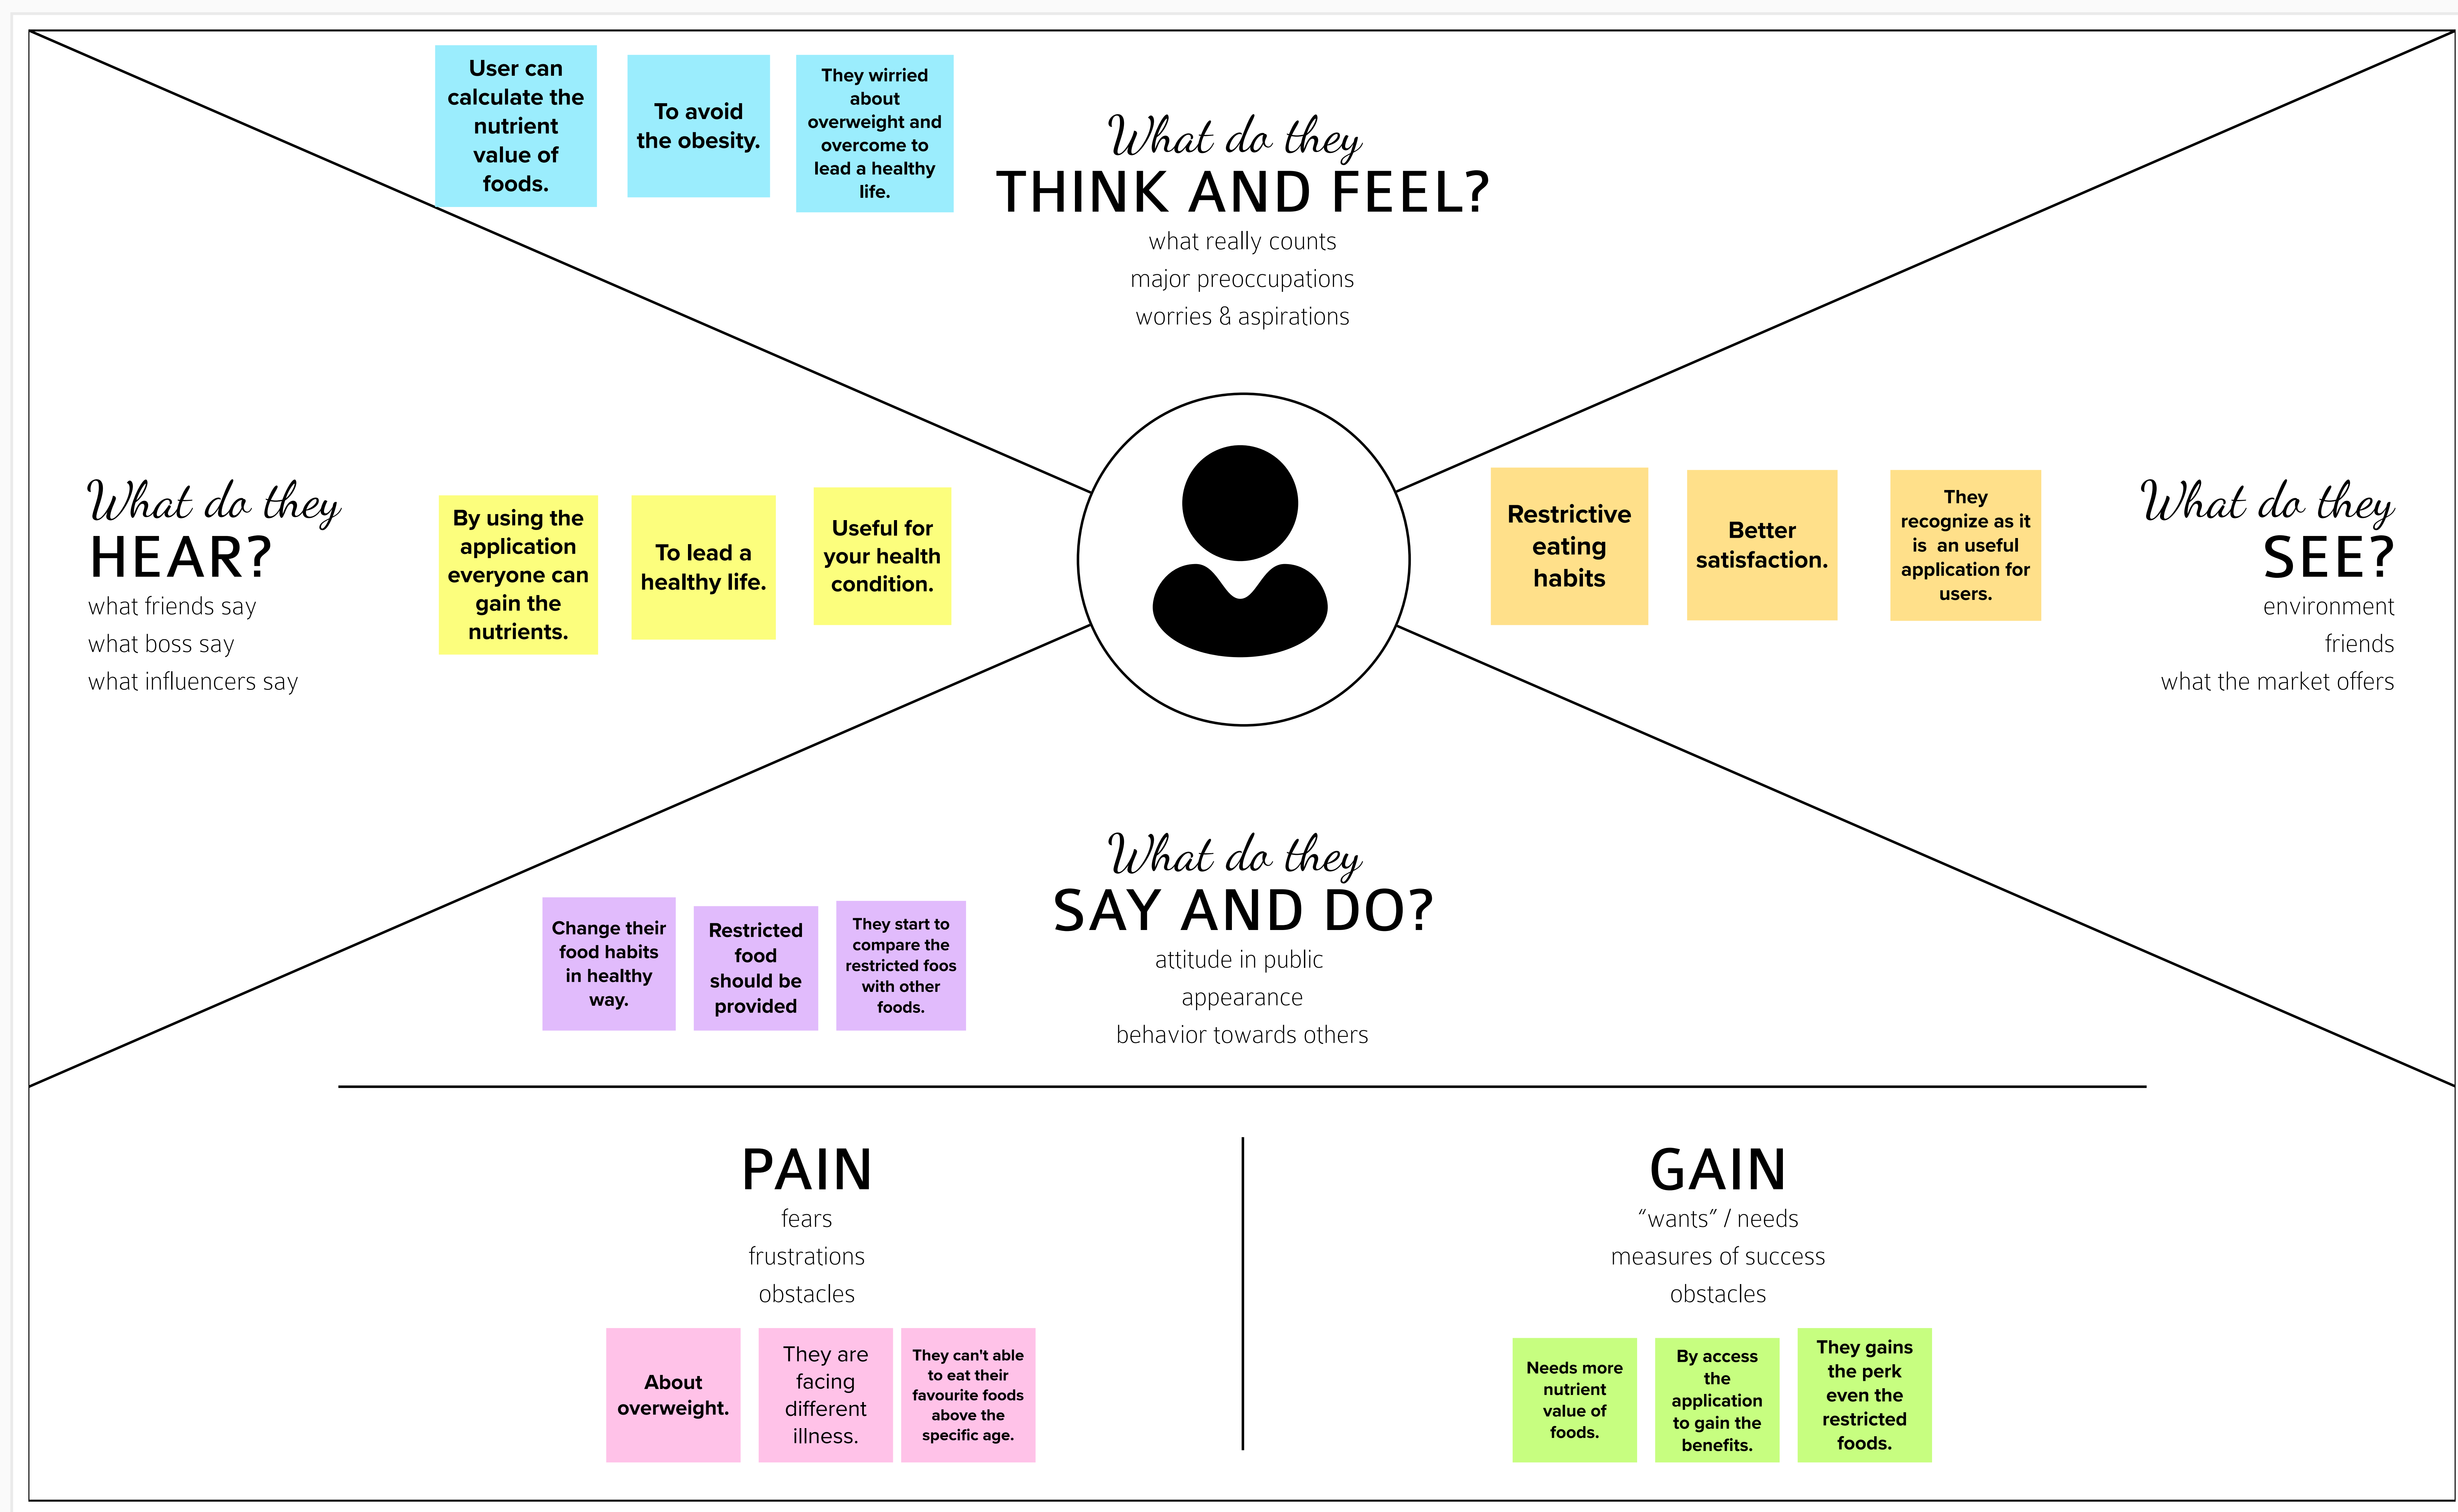 User can
calculate the
nutrient
value of
foods.
To avoid
the obesity.
They wirried
about
overweight and
overcome to
lead a healthy
life.
What do they
THINK AND FEEL?
what really counts
major preoccupations
worries & aspirations
What do they
HEAR?
what friends say
what boss say
what influencers say
By using the
application
everyone can
gain the
nutrients.
To lead a
healthy life.
Useful for
your health
condition.
Restrictive
eating
habits
Better
satisfaction.
They
recognize as it
is an useful
application for
users.
What do they
SEE?
environment
friends
what the market offers
What do they
SAY AND DO?
attitude in public
appearance
behavior towards others
Change their
food habits
in healthy
way.
Restricted
food
should be
provided
They start to
compare the
restricted foos
with other
foods.
PAIN
fears
frustrations
obstacles
About
overweight.
They are
facing
different
illness.
They can't able
to eat their
favourite foods
above the
specific age.
GAIN
“wants” / needs
measures of success
obstacles
Needs more
nutrient
value of
foods.
By access
the
application
to gain the
benefits.
They gains
the perk
even the
restricted
foods.